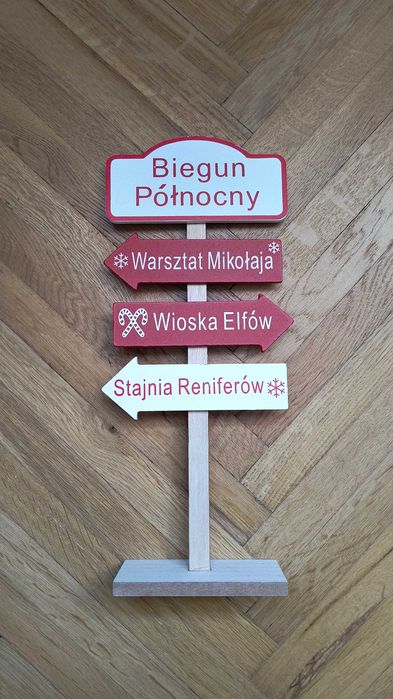 Biegun
Północny
Warsztat Mikołaja
Wioska Elfów
Stajnia Reniferów